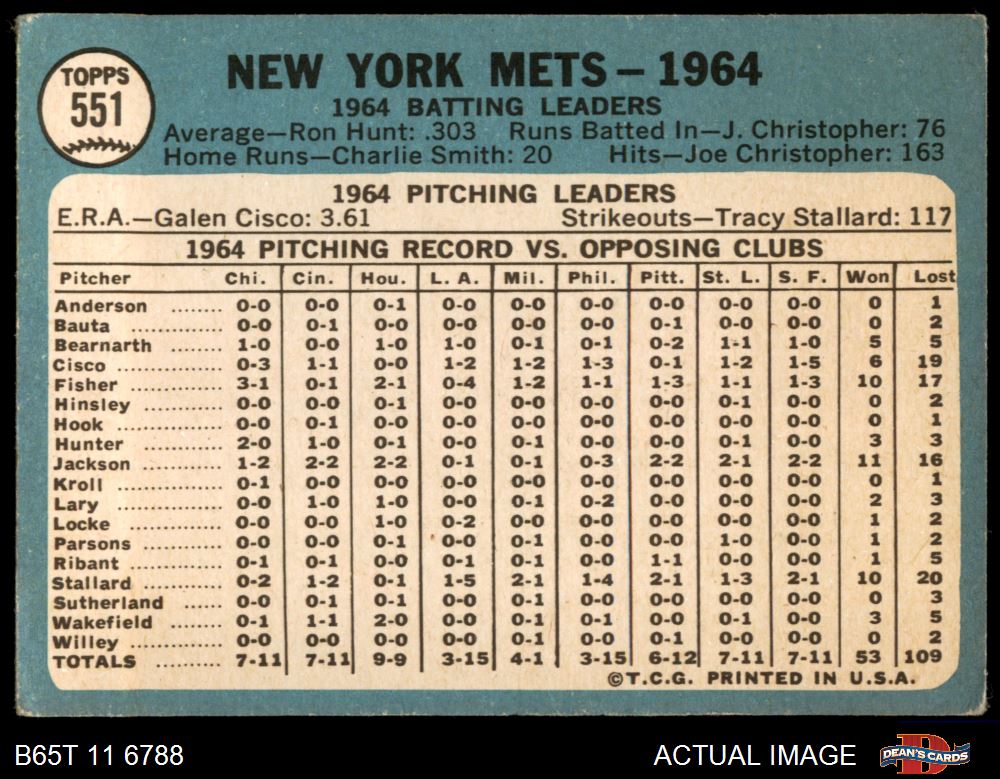 TOPPS
551
NEW YORK METS – 1964
1964 BATTING LEADERS
Average—Ron Hunt: .303 Runs Batted In—J. Christopher: 76
Home Runs—Charlie Smith: 20 Hits—Joe Christopher: 163
1964 PITCHING LEADERS
E.R.A.—Galen Cisco: 3.61 Strikeouts—Tracy Stallard: 117
1964 PITCHING RECORD VS. OPPOSING CLUBS
Pitcher Chi. Cin. Hou. L. A. Mil. Phil. Pitt. St. L. S. F. Won Lost
Anderson ........ 0-0 0-0 0-1 0-0 0-0 0-0 0-0 0-0 0-0 0 1
Bauta ............ 0-0 0-1 0-0 0-0 0-0 0-0 0-1 0-0 0-0 0 2
Bearnarth ........ 1-0 0-0 1-0 1-0 0-1 0-1 0-2 1-1 1-0 5 5
Cisco ............ 0-3 1-1 0-0 1-2 1-2 1-3 0-1 1-2 1-5 6 19
Fisher ............ 3-1 0-1 2-1 0-4 1-2 1-1 1-3 1-1 1-3 10 17
Hinsley ........... 0-0 0-0 0-1 0-0 0-0 0-0 0-0 0-1 0-0 0 2
Hook ............ 0-0 0-1 0-0 0-0 0-0 0-0 0-0 0-0 0-0 0 1
Hunter ........... 2-0 1-0 0-1 0-0 0-1 0-0 0-0 0-1 0-0 3 3
Jackson ........... 1-2 2-2 2-2 0-1 0-1 0-3 2-2 2-1 2-2 11 16
Kroll .............. 0-1 0-0 0-0 0-0 0-0 0-0 0-0 0-0 0-0 0 1
Lary .............. 0-0 1-0 1-0 0-0 0-1 0-2 0-0 0-0 0-0 2 3
Locke ............ 0-0 0-0 1-0 0-2 0-0 0-0 0-0 0-0 0-0 1 2
Parsons ........... 0-0 0-0 0-1 0-0 0-1 0-0 0-0 1-0 0-0 1 2
Ribant ............ 0-1 0-1 0-0 0-1 0-1 0-0 1-1 0-0 0-0 1 5
Stallard ........... 0-2 1-2 0-1 1-5 2-1 1-4 2-1 1-3 2-1 10 20
Sutherland ...... 0-0 0-1 0-1 0-0 0-1 0-0 0-0 0-0 0-0 0 3
Wakefield ........ 0-1 1-1 2-0 0-0 0-1 0-1 0-0 0-1 0-0 3 5
Willey ............ 0-0 0-0 0-0 0-0 0-1 0-0 0-1 0-0 0-0 0 2
TOTALS .......... 7-11 7-11 9-9 3-15 4-1 3-15 6-12 7-11 7-11 53 109
©T.C.G. PRINTED IN U.S.A.
B65T 11 6788 ACTUAL IMAGE
DEAN'S CARDS